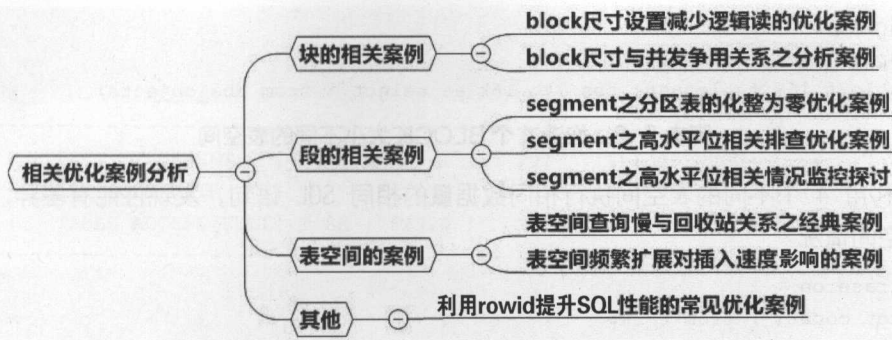 相关优化案例分析
块的相关案例
block尺寸设置减少逻辑读的优化案例
block尺寸与并发争用关系之分析案例
段的相关案例
segment之分区表的化整为零优化案例
segment之高水平位相关排查优化案例
segment之高水平位相关情况监控探讨
表空间的案例
表空间查询慢与回收站关系之经典案例
表空间频繁扩展对插入速度影响的案例
其他
利用rowid提升SQL性能的常见优化案例